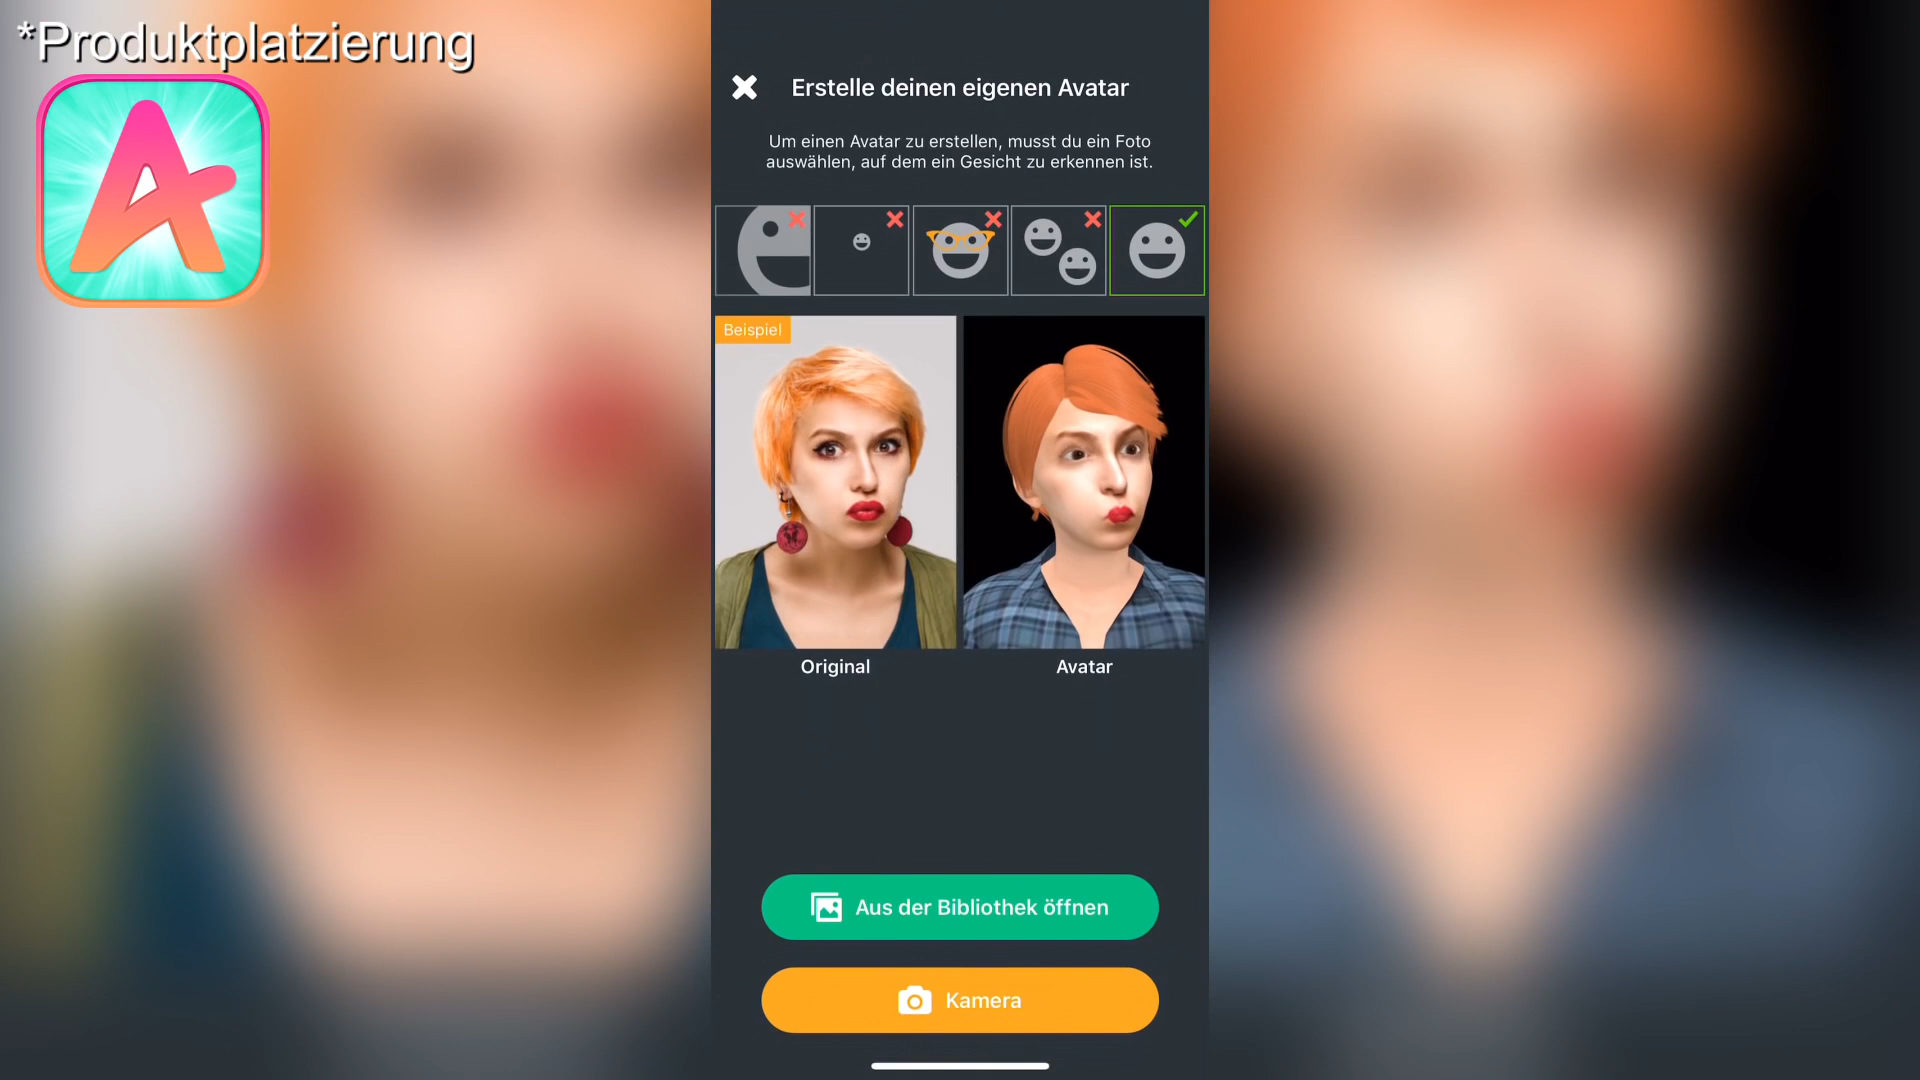 *Produktplatzierung
Erstelle deinen eigenen Avatar
Um einen Avatar zu erstellen, musst du ein Foto
auswählen, auf dem ein Gesicht zu erkennen ist.
Beispiel
Original
Avatar
Aus der Bibliothek öffnen
Kamera